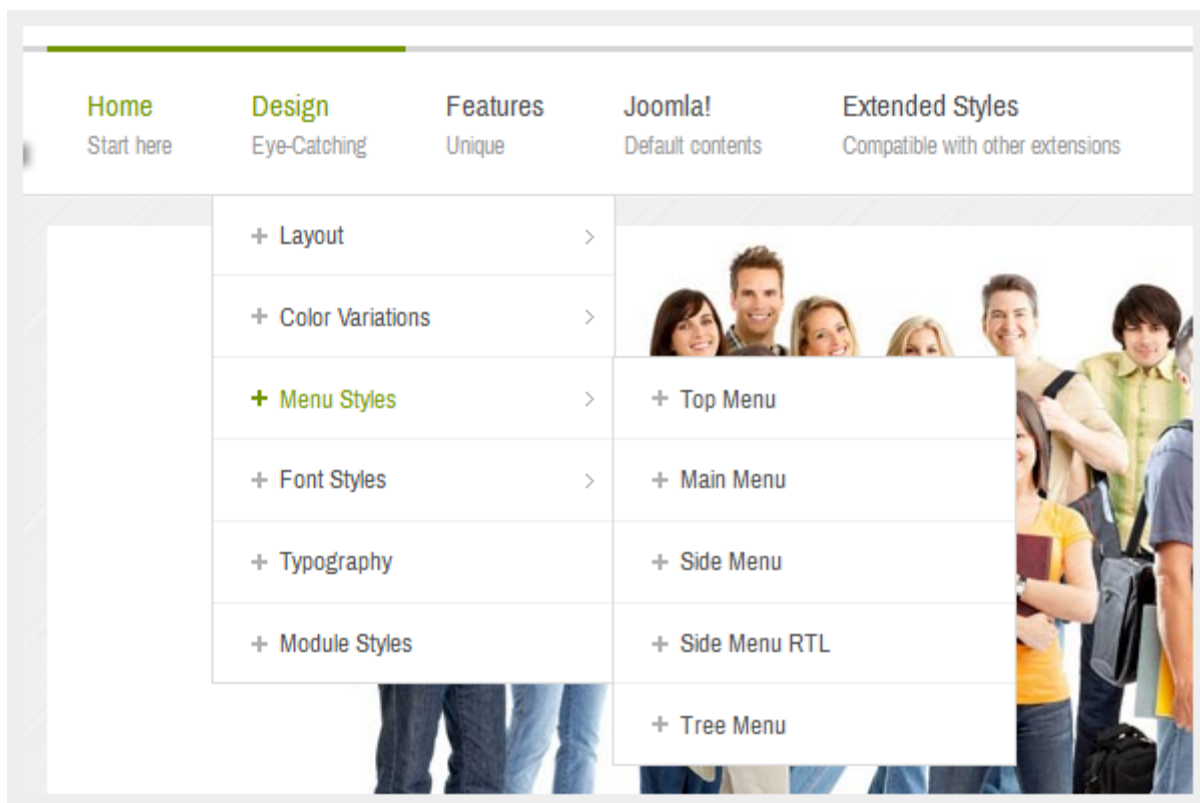 Home Design Features Joomla! Extended Styles
Start here Eye-Catching Unique Default contents Compatible with other extensions
+ Layout
+ Color Variations
+ Menu Styles
+ Font Styles
+ Typography
+ Module Styles
+ Top Menu
+ Main Menu
+ Side Menu
+ Side Menu RTL
+ Tree Menu